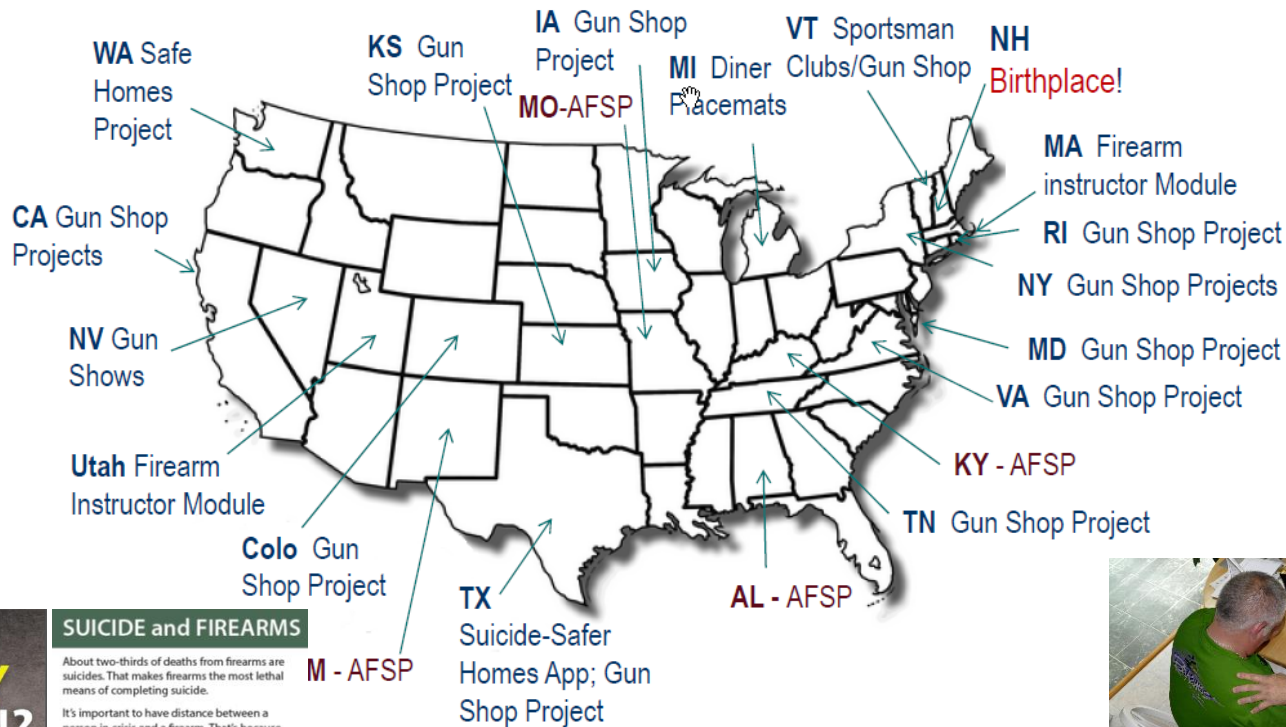 WA Safe
Homes
Project
KS Gun
Shop Project
IA Gun Shop
Project
MO-AFSP
MI Diner
Placemats
VT Sportsman
Clubs/Gun Shop
NH
Birthplace!
MA Firearm
instructor Module
RI Gun Shop Project
NY Gun Shop Projects
MD Gun Shop Project
VA Gun Shop Project
KY - AFSP
TN Gun Shop Project
AL - AFSP
CA Gun Shop
Projects
NV Gun
Shows
Utah Firearm
Instructor Module
Colo Gun
Shop Project
M - AFSP
TX
Suicide-Safer
Homes App; Gun
Shop Project
SUICIDE and FIREARMS
About two-thirds of deaths from firearms are
suicides. That makes firearms the most lethal
means of completing suicide.
It's important to have distance between a